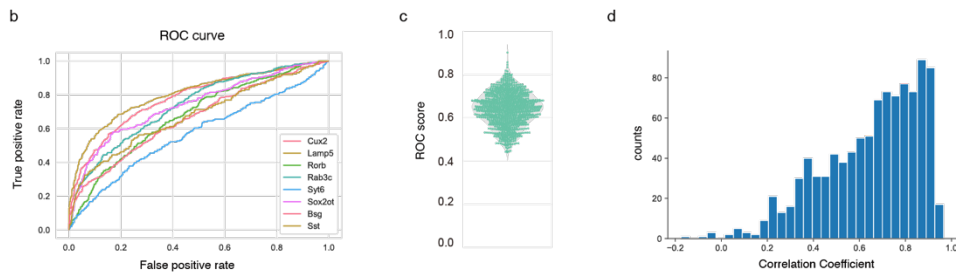 b
ROC curve
True positive rate
1.0
0.8
0.6
0.4
0.2
0.0
Cux2
Lamp5
Rorb
Rab3c
Syt6
Sox2ot
Bsg
Sst
0.0 0.2 0.4 0.6 0.8 1.0
False positive rate
c
ROC score
1.0
0.8
0.6
0.4
0.2
0.0
d
counts
80
60
40
20
0
-0.2 0.0 0.2 0.4 0.6 0.8 1.0
Correlation Coefficient